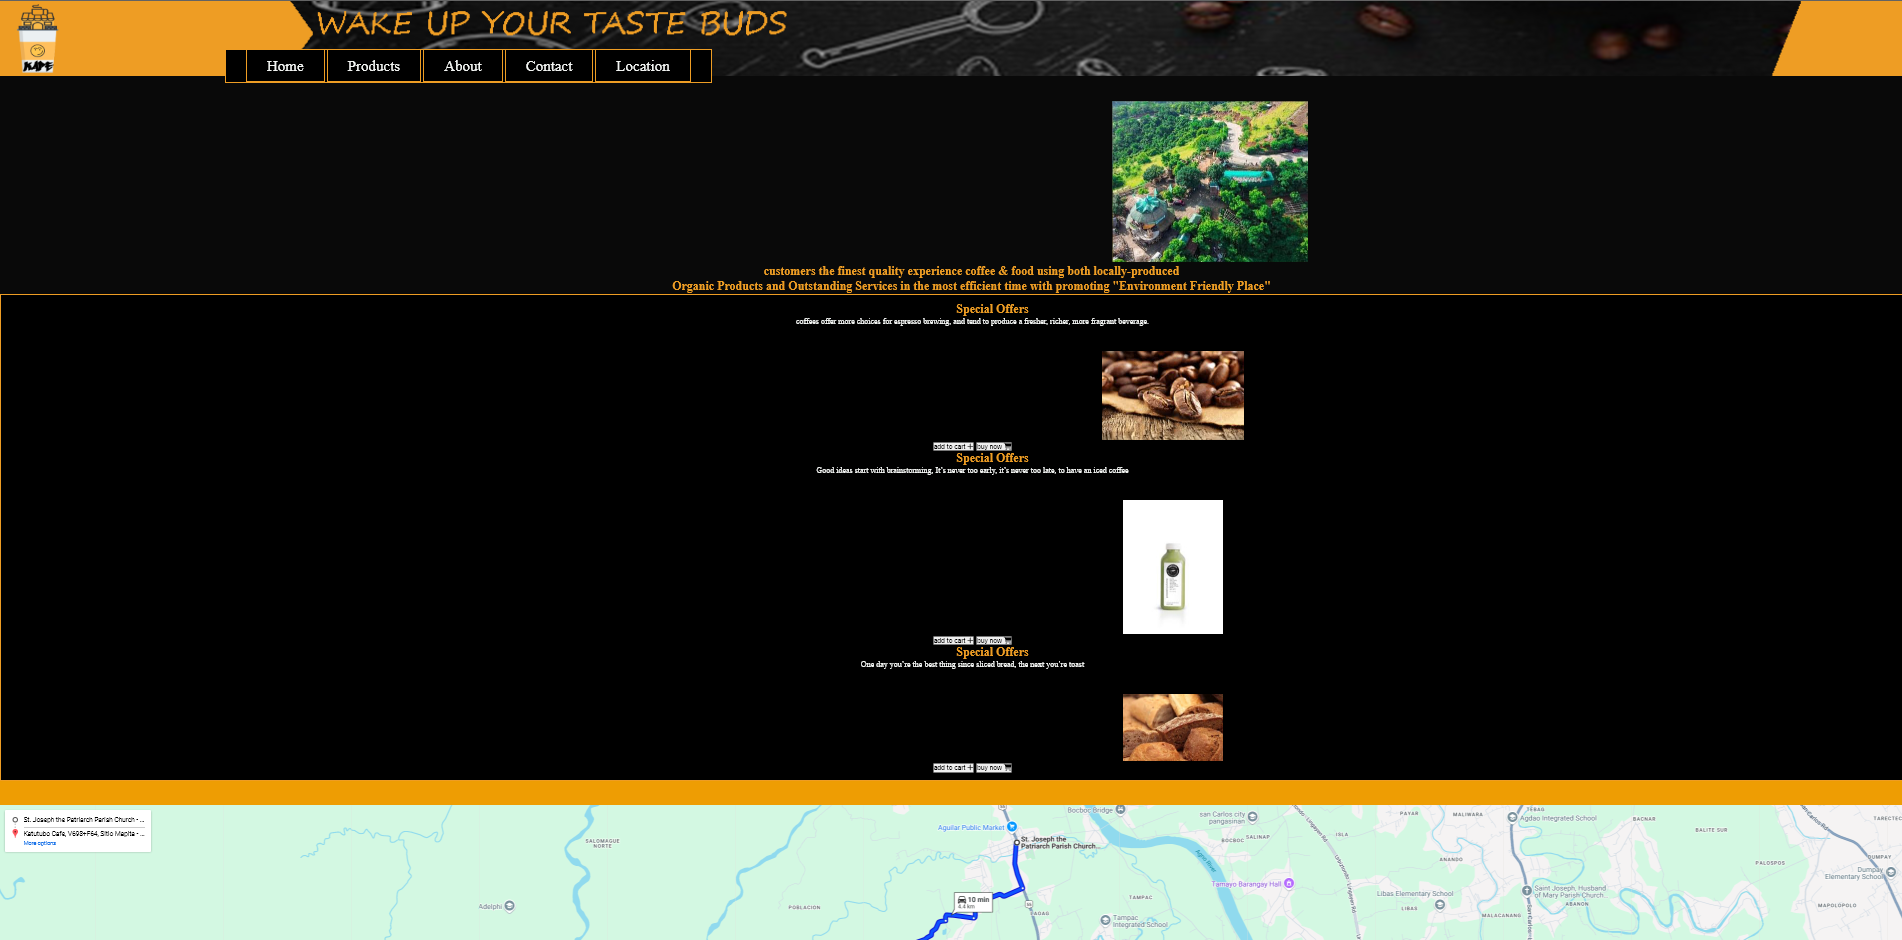 WAKE UP YOUR TASTE BUDS
KAPE
Home Products About Contact Location
customers the finest quality experience coffee & food using both locally-produced
Organic Products and Outstanding Services in the most efficient time with promoting "Environment Friendly Place"
Special Offers
coffees offer more choices for espresso brewing, and tend to produce a fresher, richer, more fragrant beverage.
add to cart + buy now
Special Offers
Good ideas start with brainstorming, It's never too early, it's never too late, to have an iced coffee
add to cart + buy now
Special Offers
One day you're the best thing since sliced bread, the next you're toast
add to cart + buy now
St. Joseph the Patriarch Parish Church - ...
Katutubo Cafe, V693+F64, Sitio Mapita - ...
More options
Bocboc Bridge
Aguilar Public Market
St. Joseph the
Patriarch Parish Church...
san Carlos City
pangasinan
BOCBOC
SALINAP
ISLA
PAYAR
MALIWARA
TEBAG
Agdao Integrated School
BACNAR
BALITE SUR
TARECTEC
SALOMAGUE
NORTE
Agno River
Urbiztondo - Lingayen Rd
ANANDO
PALOSPOS
DUMPAY
Dumpay
Elementary School
Tamayo Barangay Hall
Libas Elementary School
LIBAS
Saint Joseph, Husband
of Mary Parish Church...
ABANON
MALACANANG
MAPOLOPOLO
Adelphi
POBLACION
10 min
4.4 km
PADAG
TAMPAC
Tampac
Integrated School